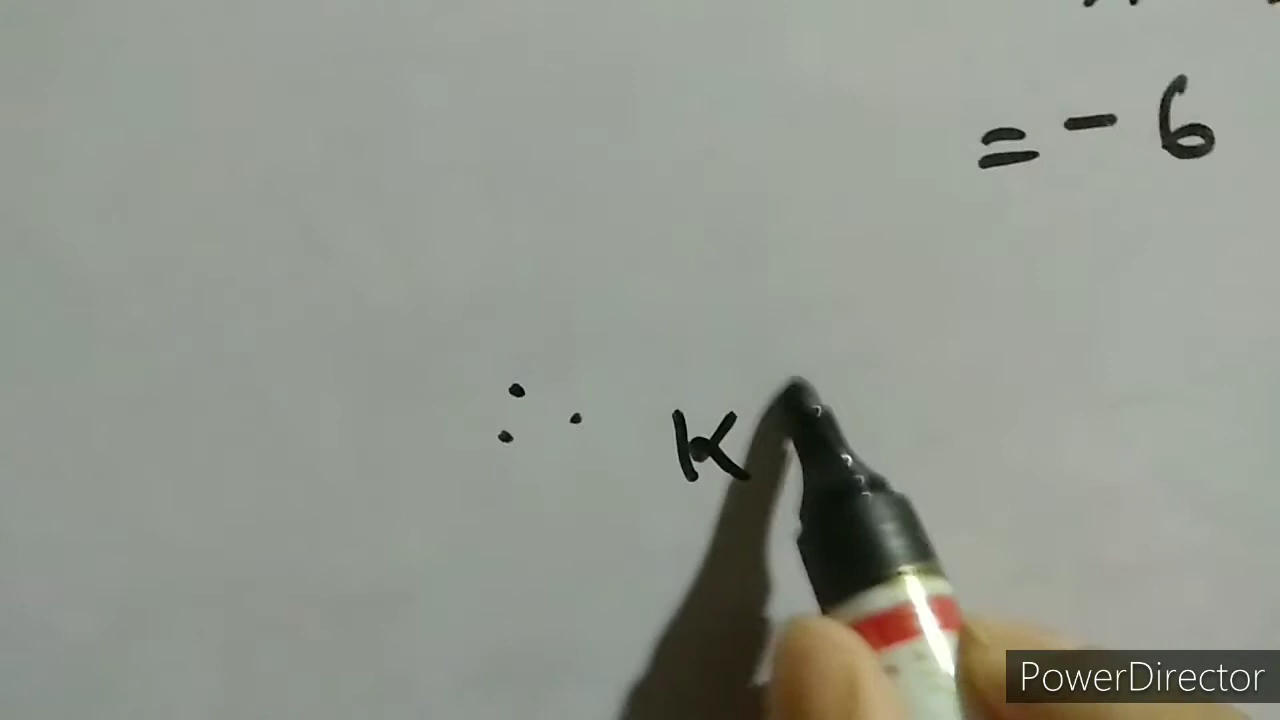 = - 6
∴ K
PowerDirector